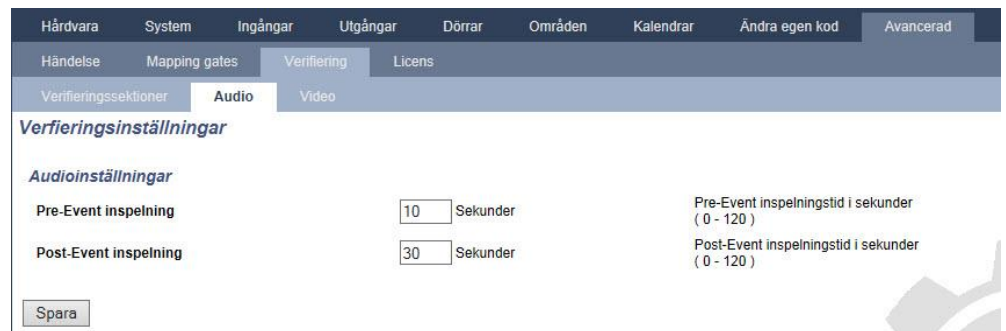 Hårdvara System Ingångar Utgångar Dörrar Områden Kalendrar Ändra egen kod Avancerad
Händelse Mapping gates Verifiering Licens
Verifieringssektioner Audio Video
Verfieringsinställningar
Audioinställningar
Pre-Event inspelning 10 Sekunder Pre-Event inspelningstid i sekunder
( 0 - 120 )
Post-Event inspelning 30 Sekunder Post-Event inspelningstid i sekunder
( 0 - 120 )
Spara